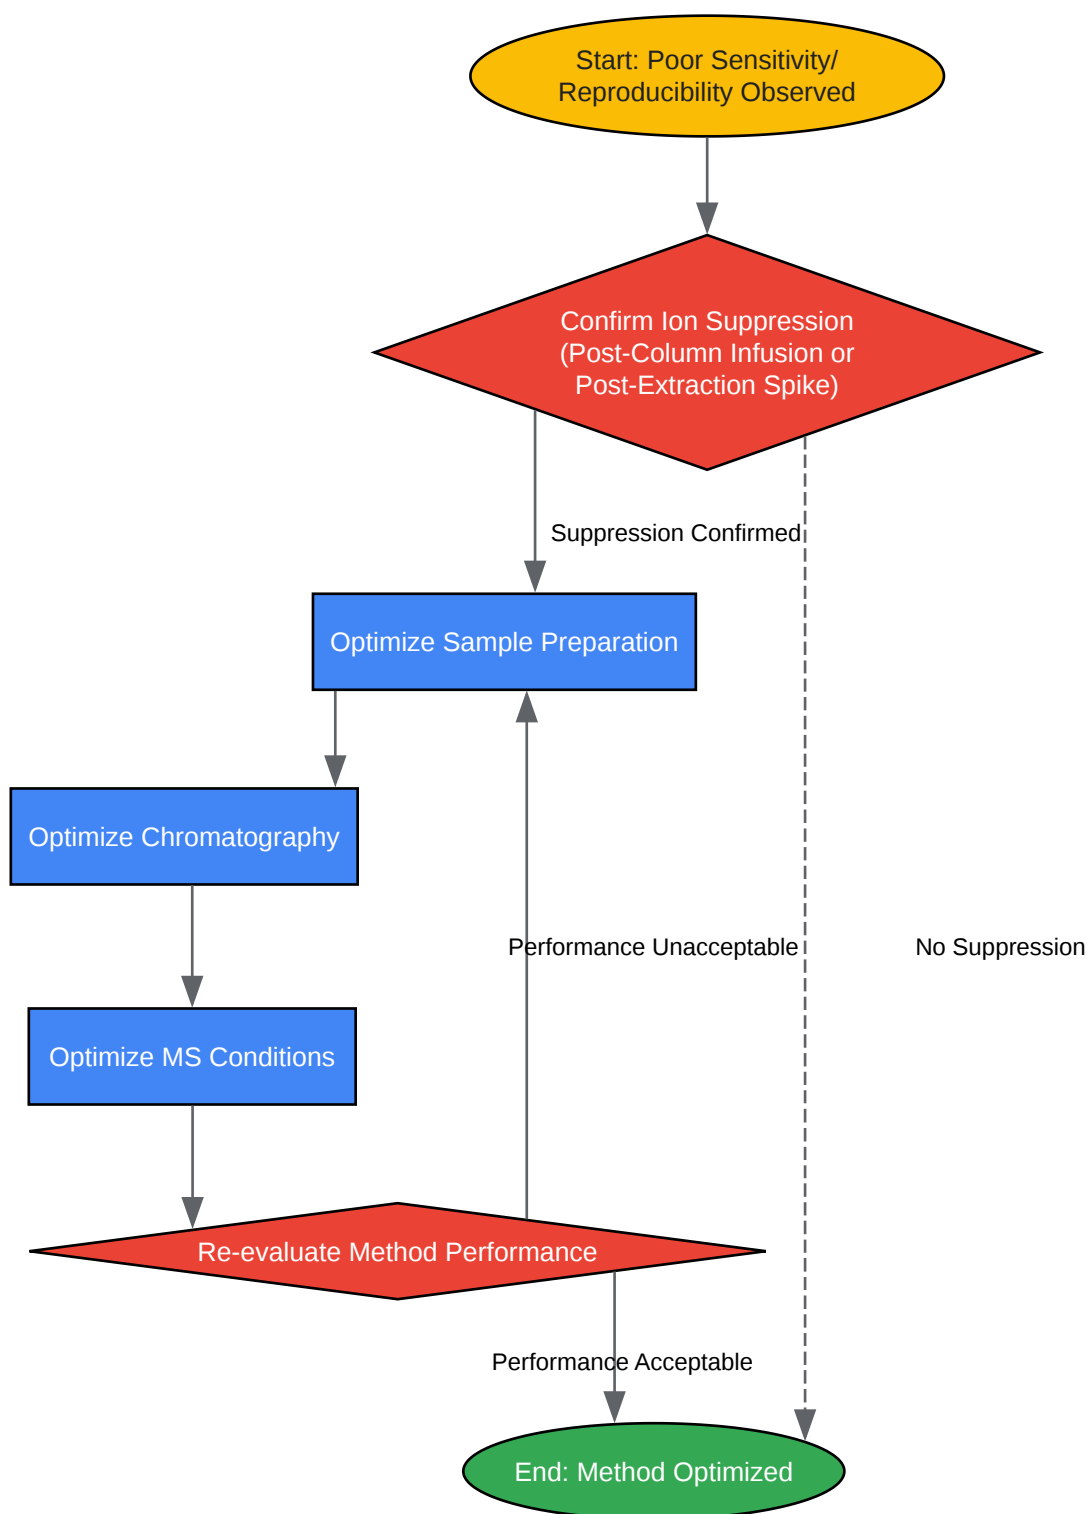 Start: Poor Sensitivity/
Reproducibility Observed
Confirm Ion Suppression
(Post-Column Infusion or
Post-Extraction Spike)
Suppression Confirmed
Optimize Sample Preparation
Optimize Chromatography
Performance Unacceptable
No Suppression
Optimize MS Conditions
Re-evaluate Method Performance
Performance Acceptable
End: Method Optimized